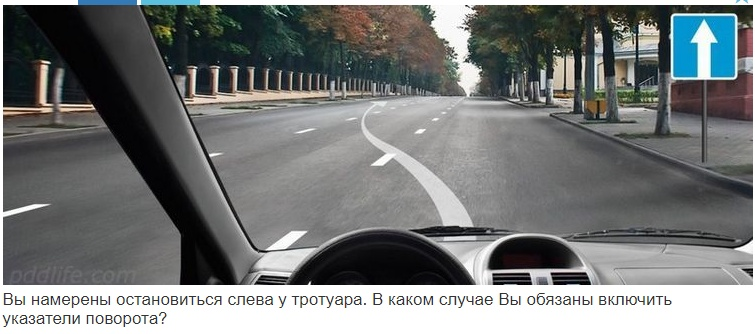 pddlife.com
Вы намерены остановиться слева у тротуара. В каком случае Вы обязаны включить
указатели поворота?